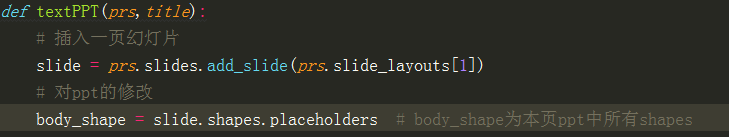 def textPPT(prs,title):
# 插入一页幻灯片
slide = prs.slides.add_slide(prs.slide_layouts[1])
# 对ppt的修改
body_shape = slide.shapes.placeholders  # body_shape为本页ppt中所有shapes